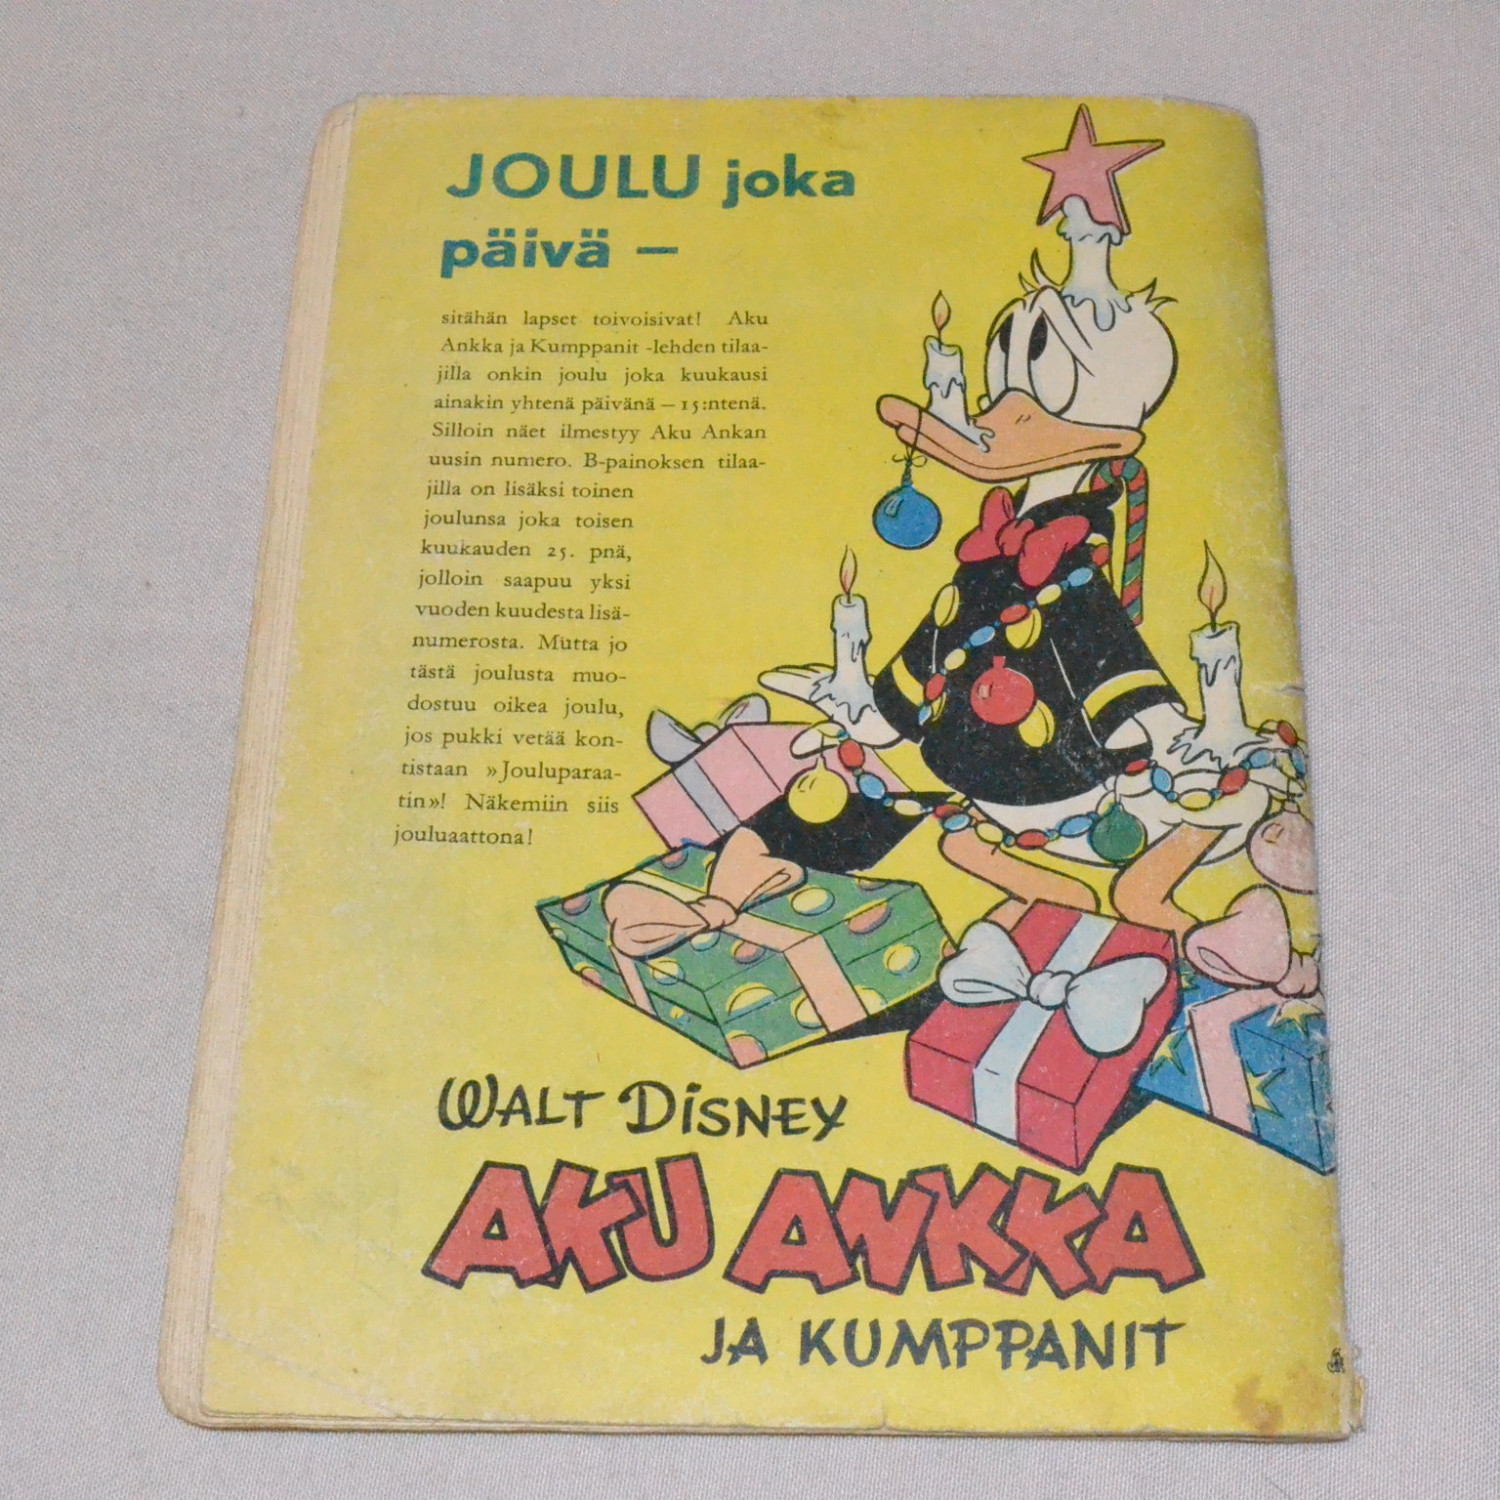 JOULU joka
päivä —
sitähän lapset toivoisivat! Aku
Ankka ja Kumppanit -lehden tilaa-
jilla onkin joulu joka kuukausi
ainakin yhtenä päivänä — 15:ntenä.
Silloin näet ilmestyy Aku Ankan
uusin numero. B-painoksen tilaa-
jilla on lisäksi toinen
joulunsa joka toisen
kuukauden 25. pnä,
jolloin saapuu yksi
vuoden kuudesta lisä-
numerosta. Mutta jo
tästä joulusta muo-
dostuu oikea joulu,
jos pukki vetää kon-
tistaan »Jouluparaa-
tin»! Näkemiin siis
jouluaattona!
WALT DiSNEY
AKU ANKKA
JA KUMPPANIT